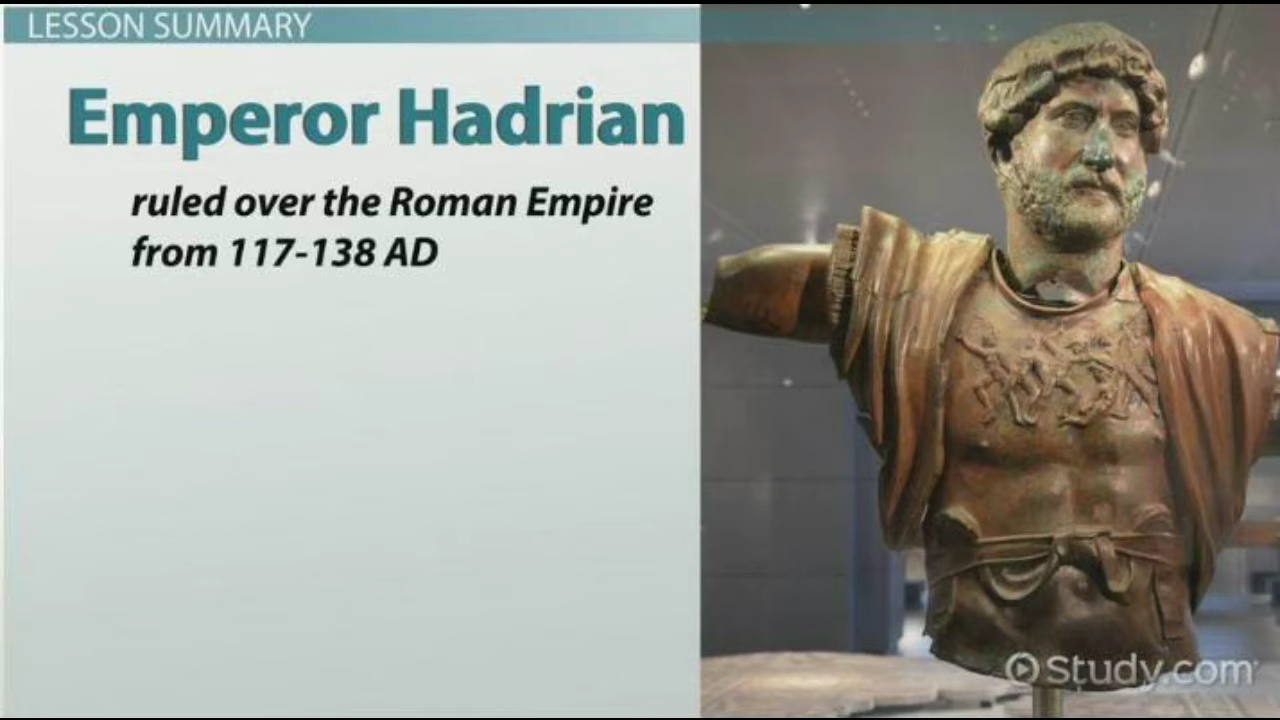 LESSON SUMMARY
Emperor Hadrian
ruled over the Roman Empire
from 117-138 AD
Study.com